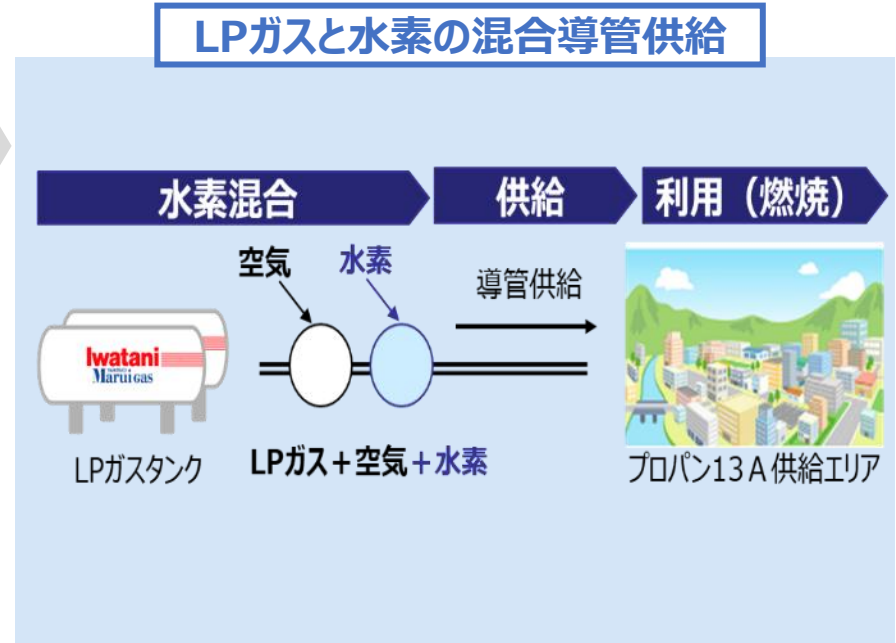 LPガスと水素の混合導管供給
水素混合
供給
利用（燃焼）
空気
水素
導管供給
Iwatani
Maruigas
LPガスタンク
LPガス＋空気＋水素
プロパン13A供給エリア